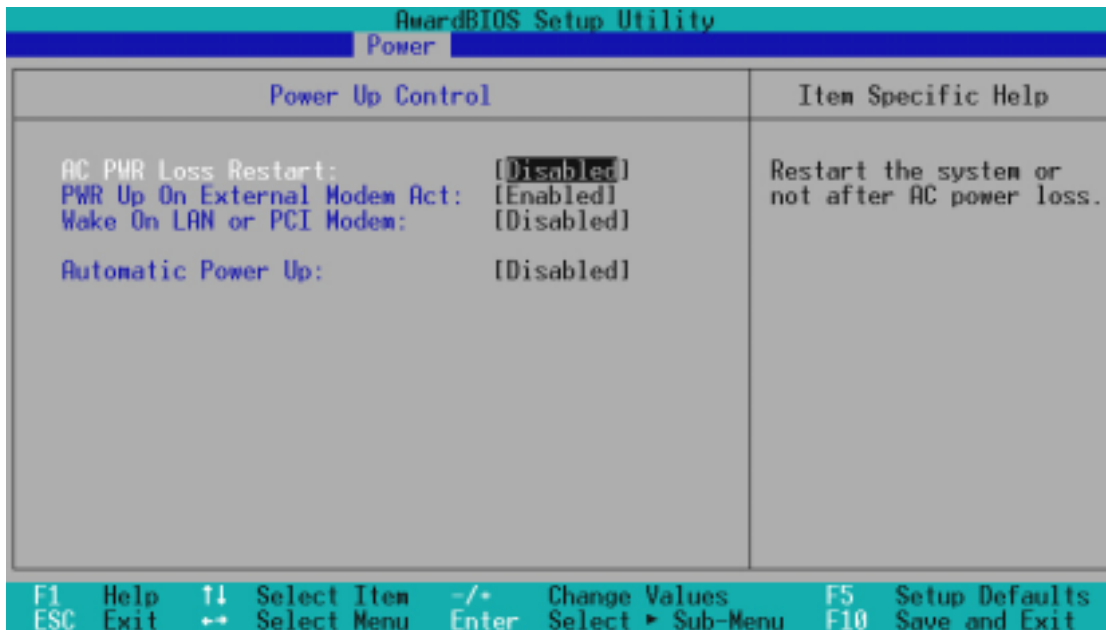 AwardBIOS Setup Utility
Power
Power Up Control
Item Specific Help
AC PWR Loss Restart: [Disabled]
PWR Up On External Modem Act: [Enabled]
Wake On LAN or PCI Modem: [Disabled]
Automatic Power Up: [Disabled]
Restart the system or
not after AC power loss.
F1 Help ↑↓ Select Item -/+ Change Values F5 Setup Defaults
ESC Exit ←→ Select Menu Enter Select ► Sub-Menu F10 Save and Exit